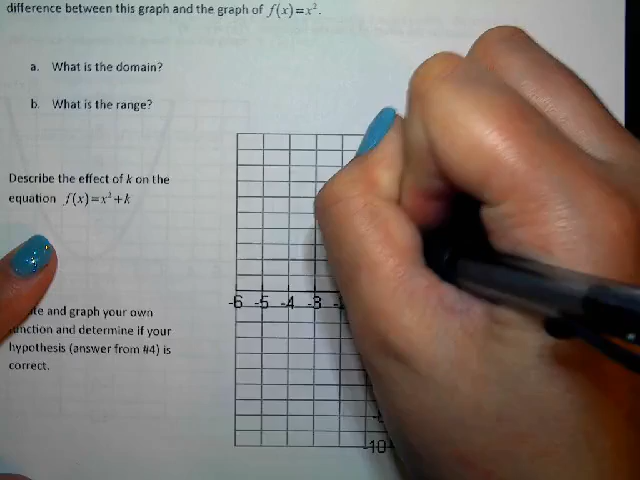 difference between this graph and the graph of f(x)=x².
a. What is the domain?
b. What is the range?
Describe the effect of k on the
equation f(x)=x²+k
and graph your own
function and determine if your
hypothesis (answer from #4) is
correct.
-6 -5 -4 -3
-10